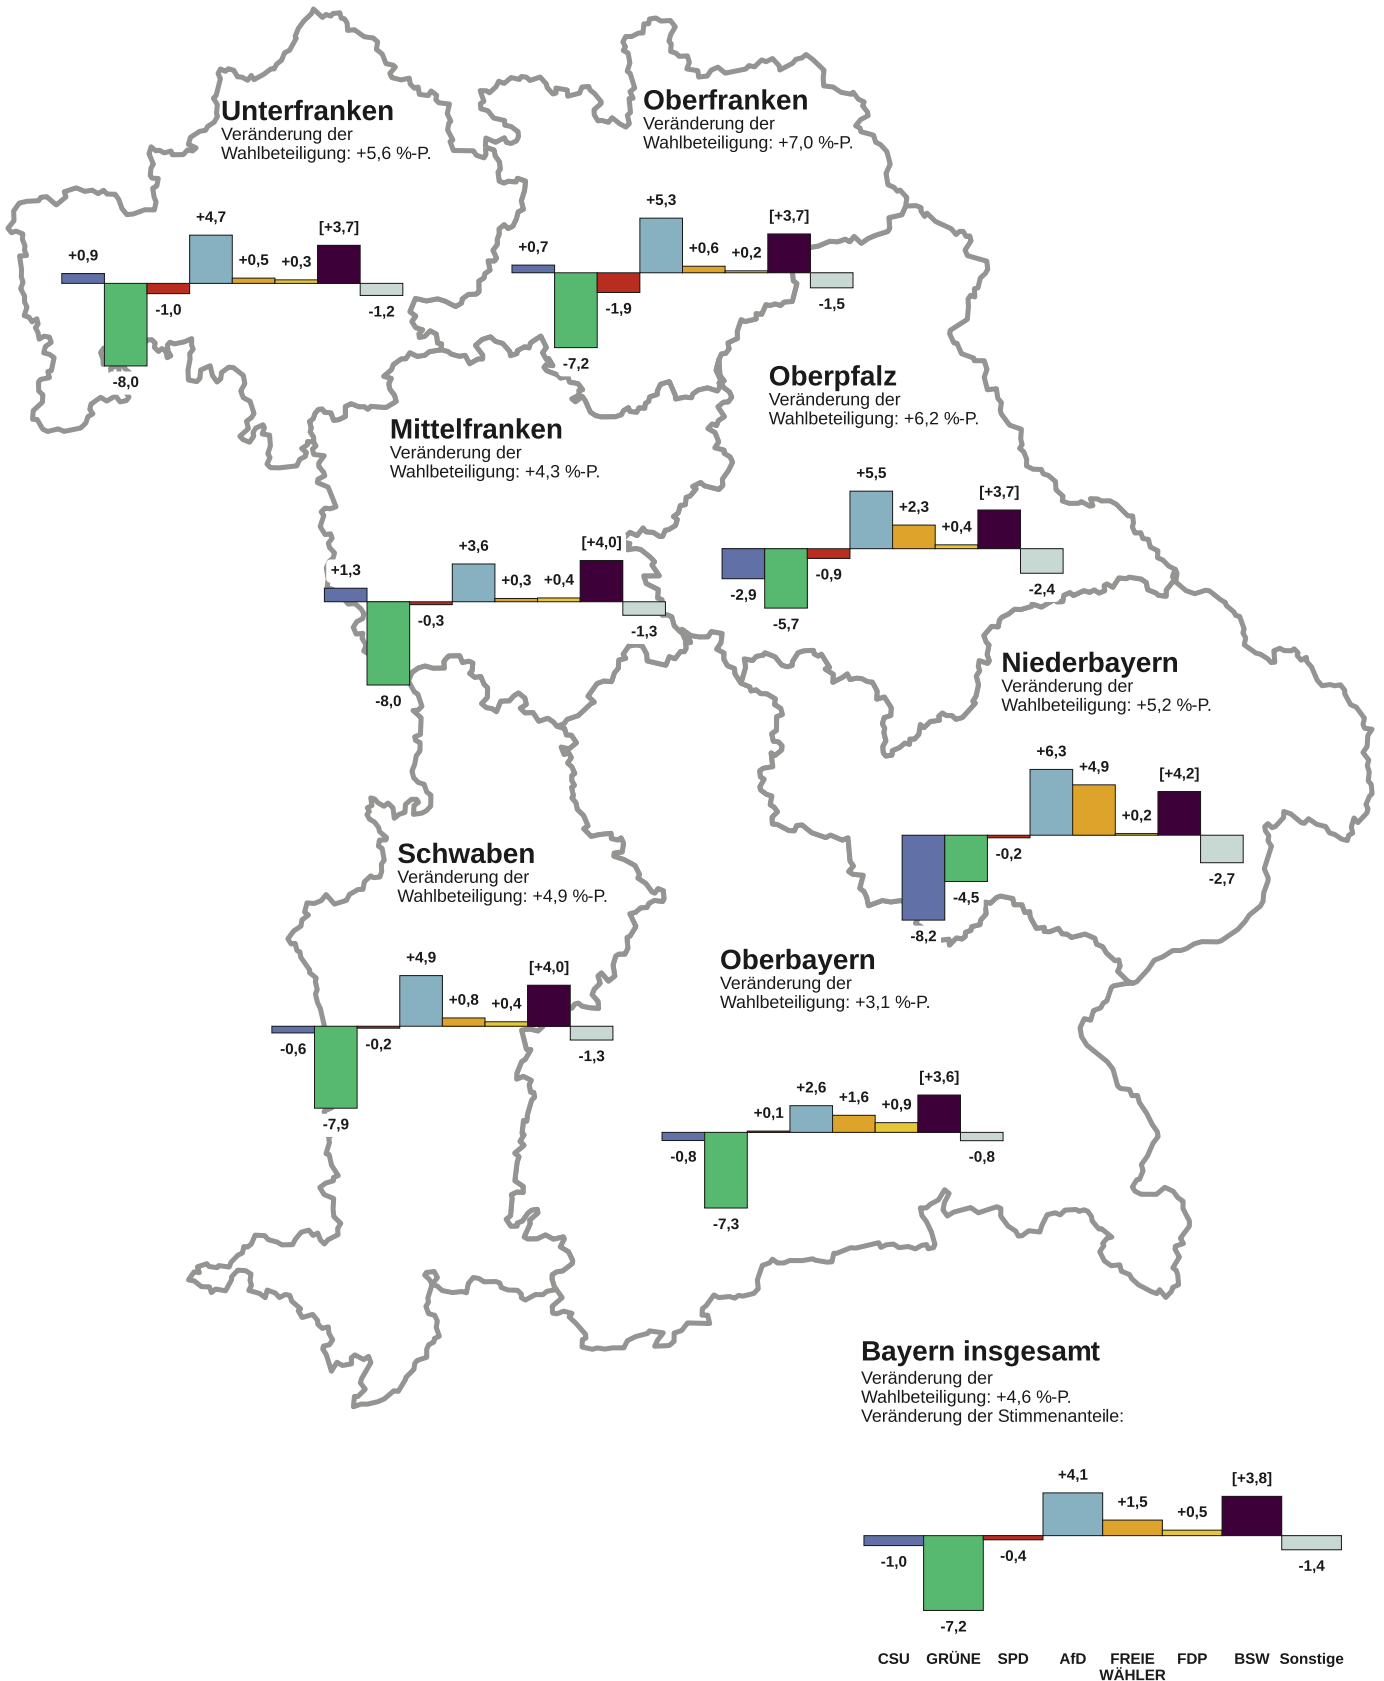 Unterfranken
Veränderung der
Wahlbeteiligung: +5,6 %-P.
+0,9
-8,0
-1,0
+4,7
+0,5
+0,3
[+3,7]
-1,2
Oberfranken
Veränderung der
Wahlbeteiligung: +7,0 %-P.
+0,7
-7,2
-1,9
+5,3
+0,6
+0,2
[+3,7]
-1,5
Mittelfranken
Veränderung der
Wahlbeteiligung: +4,3 %-P.
+1,3
-8,0
-0,3
+3,6
+0,3
+0,4
[+4,0]
-1,3
Oberpfalz
Veränderung der
Wahlbeteiligung: +6,2 %-P.
-2,9
-5,7
-0,9
+5,5
+2,3
+0,4
[+3,7]
-2,4
Niederbayern
Veränderung der
Wahlbeteiligung: +5,2 %-P.
-8,2
-4,5
-0,2
+6,3
+4,9
+0,2
[+4,2]
-2,7
Schwaben
Veränderung der
Wahlbeteiligung: +4,9 %-P.
-0,6
-7,9
-0,2
+4,9
+0,8
+0,4
[+4,0]
-1,3
Oberbayern
Veränderung der
Wahlbeteiligung: +3,1 %-P.
-0,8
-7,3
+0,1
+2,6
+1,6
+0,9
[+3,6]
-0,8
Bayern insgesamt
Veränderung der
Wahlbeteiligung: +4,6 %-P.
Veränderung der Stimmenanteile:
-1,0
-7,2
-0,4
+4,1
+1,5
+0,5
[+3,8]
-1,4
CSU GRÜNE SPD AfD FREIE FDP BSW Sonstige
WÄHLER